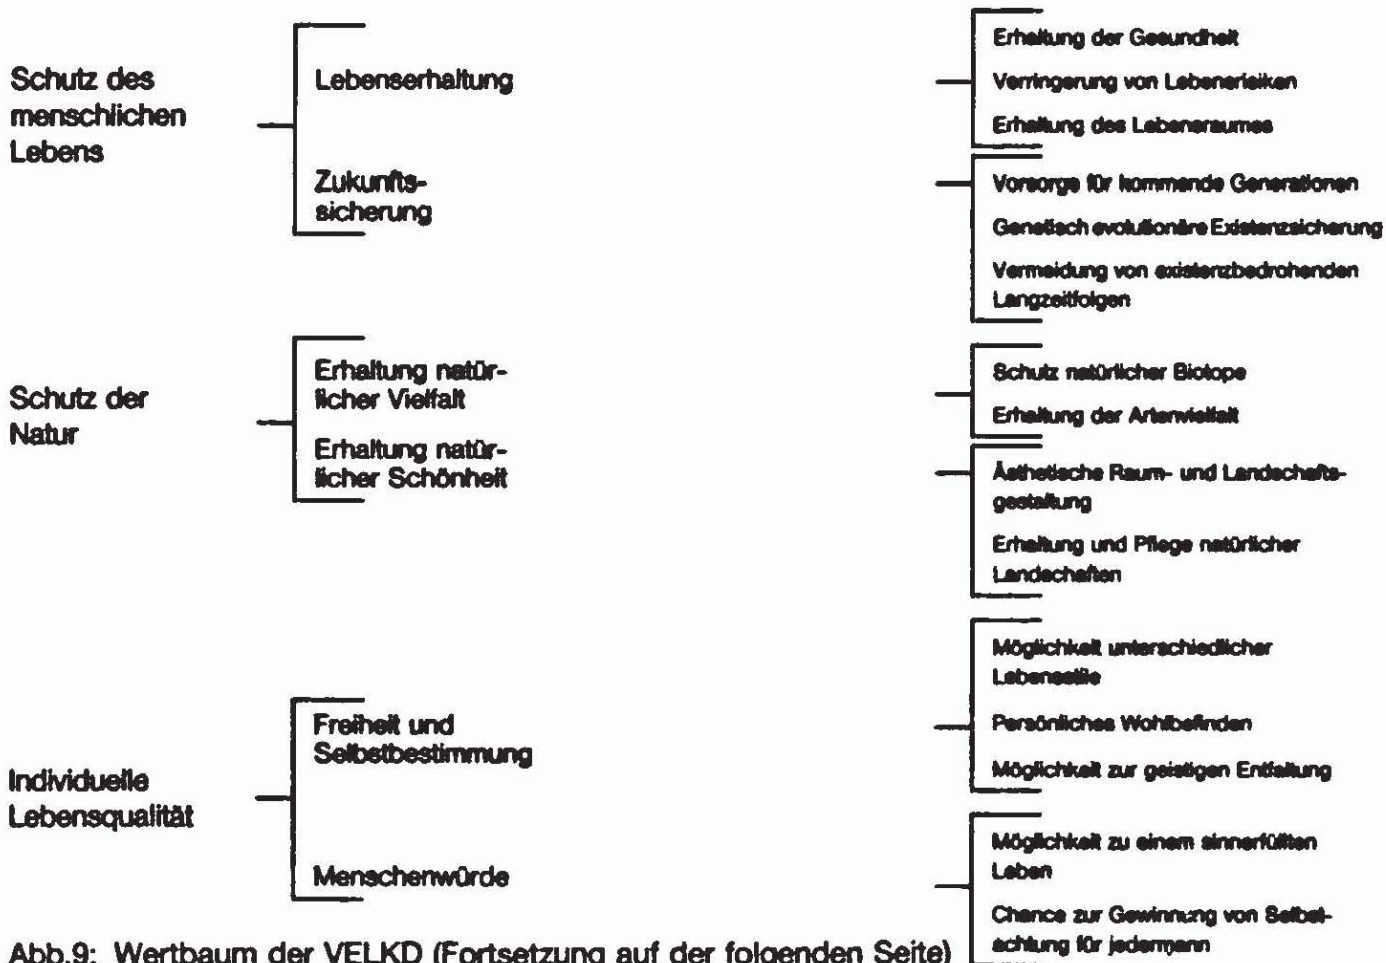 Schutz des
menschlichen
Lebens
Lebenserhaltung
Erhaltung der Gesundheit
Verringerung von Lebensrisiken
Erhaltung des Lebensraumes
Zukunfts-
sicherung
Vorsorge für kommende Generationen
Genetisch evolutionäre Existenzsicherung
Vermeidung von existenzbedrohenden
Langzeitfolgen
Schutz der
Natur
Erhaltung natür-
licher Vielfalt
Schutz natürlicher Biotope
Erhaltung der Artenvielfalt
Erhaltung natür-
licher Schönheit
Ästhetische Raum- und Landschafts-
gestaltung
Erhaltung und Pflege natürlicher
Landschaften
Individuelle
Lebensqualität
Freiheit und
Selbstbestimmung
Möglichkeit unterschiedlicher
Lebensstile
Persönliches Wohlbefinden
Möglichkeit zur geistigen Entfaltung
Menschenwürde
Möglichkeit zu einem sinnerfüllten
Leben
Chance zur Gewinnung von Selbst-
achtung für jedermann
Abb.9: Wertbaum der VELKD (Fortsetzung auf der folgenden Seite)